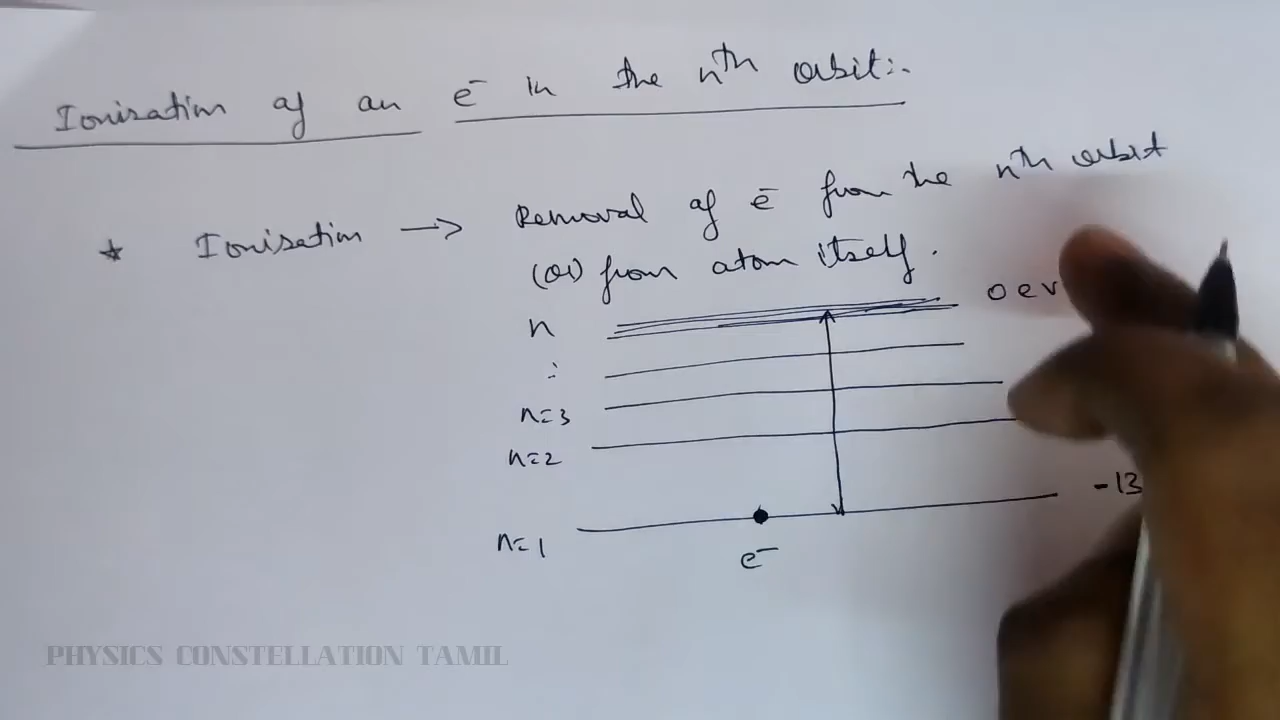 Ionisation of an e⁻ in the nth orbit:-
* Ionisation → Removal of e⁻ from the nth orbit
(or) from atom itself.
n 0 eV
:
n=3
n=2
n=1 -13
e⁻
PHYSICS CONSTELLATION TAMIL